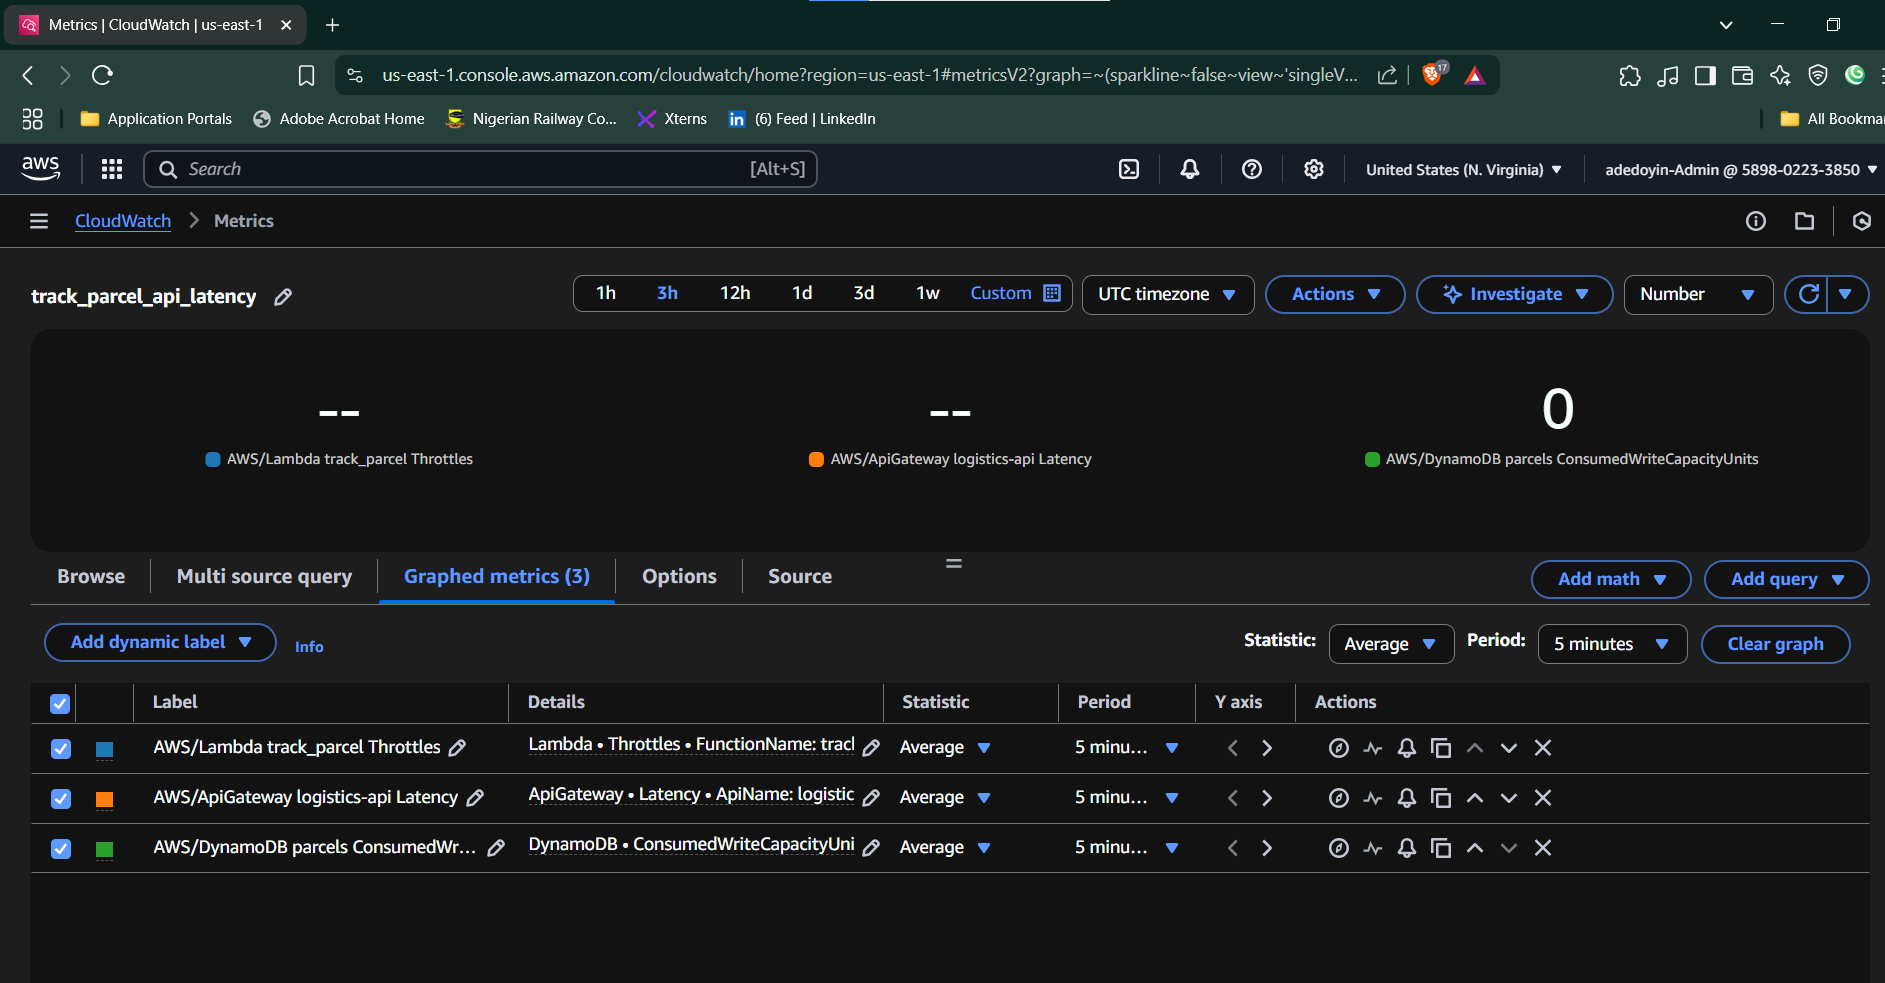 Metrics | CloudWatch | us-east-1
us-east-1.console.aws.amazon.com/cloudwatch/home?region=us-east-1#metricsV2?graph=~(sparkline~false~view~'singleV...
17
Application Portals
Adobe Acrobat Home
Nigerian Railway Co...
Xterns
(6) Feed | LinkedIn
All Bookma
aws
Search
[Alt+S]
United States (N. Virginia)
adedoyin-Admin @ 5898-0223-3850
CloudWatch
Metrics
track_parcel_api_latency
1h 3h 12h 1d 3d 1w Custom
UTC timezone
Actions
Investigate
Number
--
--
0
AWS/Lambda track_parcel Throttles
AWS/ApiGateway logistics-api Latency
AWS/DynamoDB parcels ConsumedWriteCapacityUnits
Browse
Multi source query
Graphed metrics (3)
Options
Source
Add math
Add query
Add dynamic label
Info
Statistic:
Average
Period:
5 minutes
Clear graph
Label Details Statistic Period Y axis Actions
AWS/Lambda track_parcel Throttles Lambda • Throttles • FunctionName: tracl Average 5 minu...
AWS/ApiGateway logistics-api Latency ApiGateway • Latency • ApiName: logistic Average 5 minu...
AWS/DynamoDB parcels ConsumedWr... DynamoDB • ConsumedWriteCapacityUni Average 5 minu...